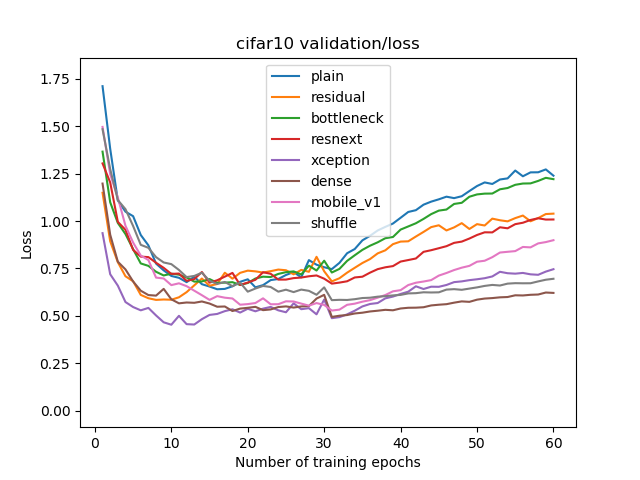 cifar10 validation/loss
1.75
1.50
1.25
1.00
0.75
0.50
0.25
0.00
Loss
plain
residual
bottleneck
resnext
xception
dense
mobile_v1
shuffle
0 10 20 30 40 50 60
Number of training epochs